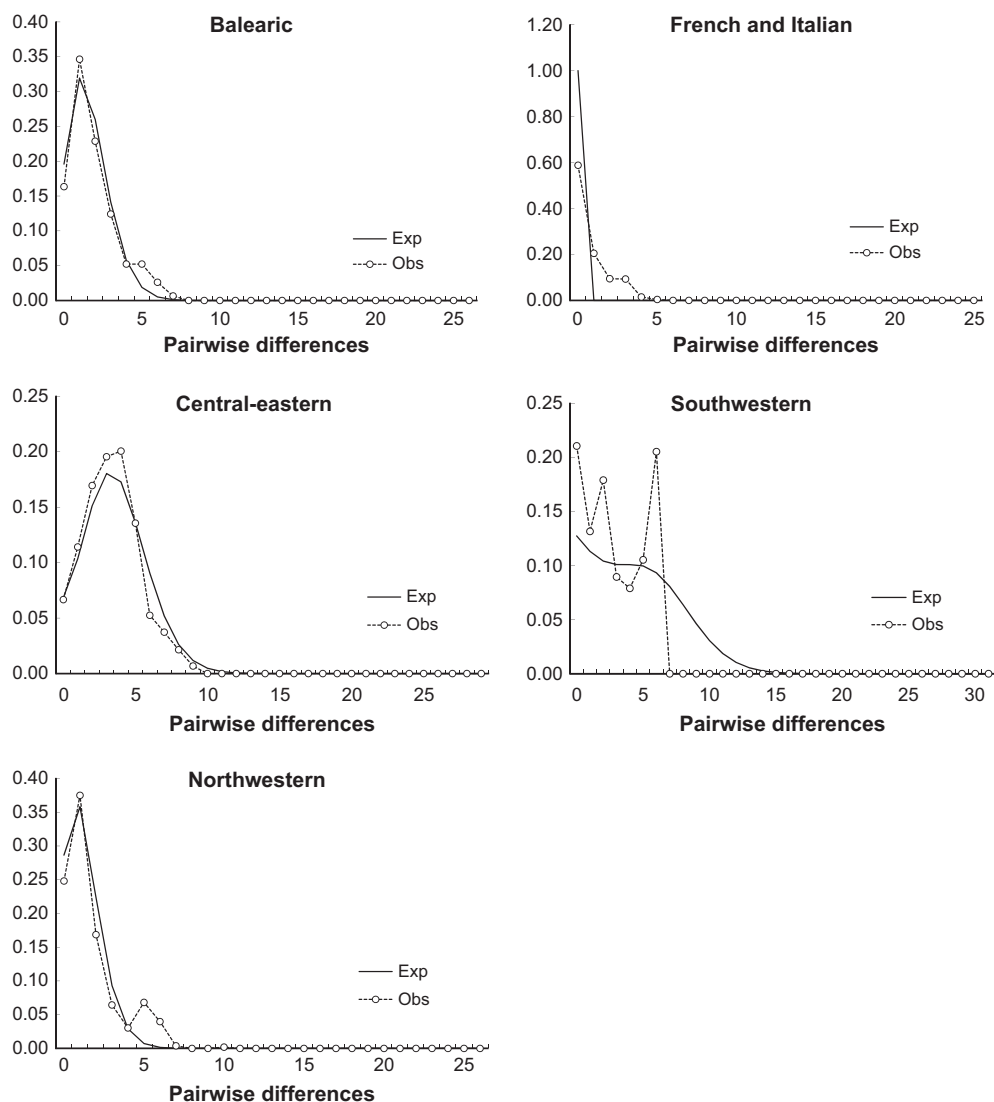 Balearic
0.40
0.35
0.30
0.25
0.20
0.15
0.10
0.05
0.00
Exp
Obs
0 5 10 15 20 25
Pairwise differences
French and Italian
1.20
1.00
0.80
0.60
0.40
0.20
0.00
Exp
Obs
0 5 10 15 20 25
Pairwise differences
Central-eastern
0.25
0.20
0.15
0.10
0.05
0.00
Exp
Obs
0 5 10 15 20 25
Pairwise differences
Southwestern
0.25
0.20
0.15
0.10
0.05
0.00
Exp
Obs
0 5 10 15 20 25 30
Pairwise differences
Northwestern
0.40
0.35
0.30
0.25
0.20
0.15
0.10
0.05
0.00
Exp
Obs
0 5 10 15 20 25
Pairwise differences